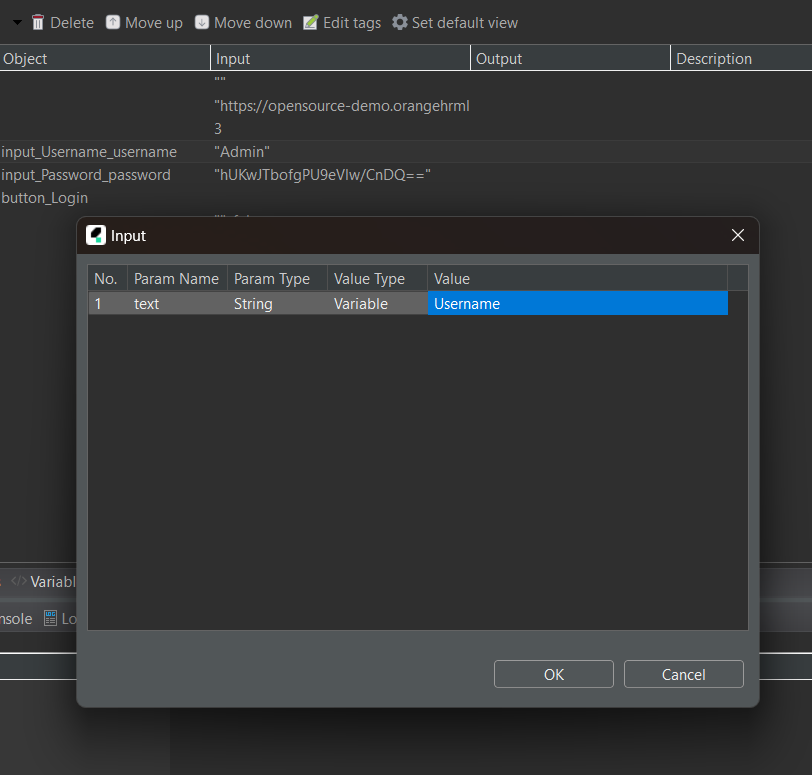 Delete Move up Move down Edit tags Set default view
Object Input Output Description
""
"https://opensource-demo.orangehrml
3
input_Username_username "Admin"
input_Password_password "hUKwJTbofgPU9eVIw/CnDQ=="
button_Login
Input
No. Param Name Param Type Value Type Value
1 text String Variable Username
</> Variabl
nsole Lo
OK Cancel